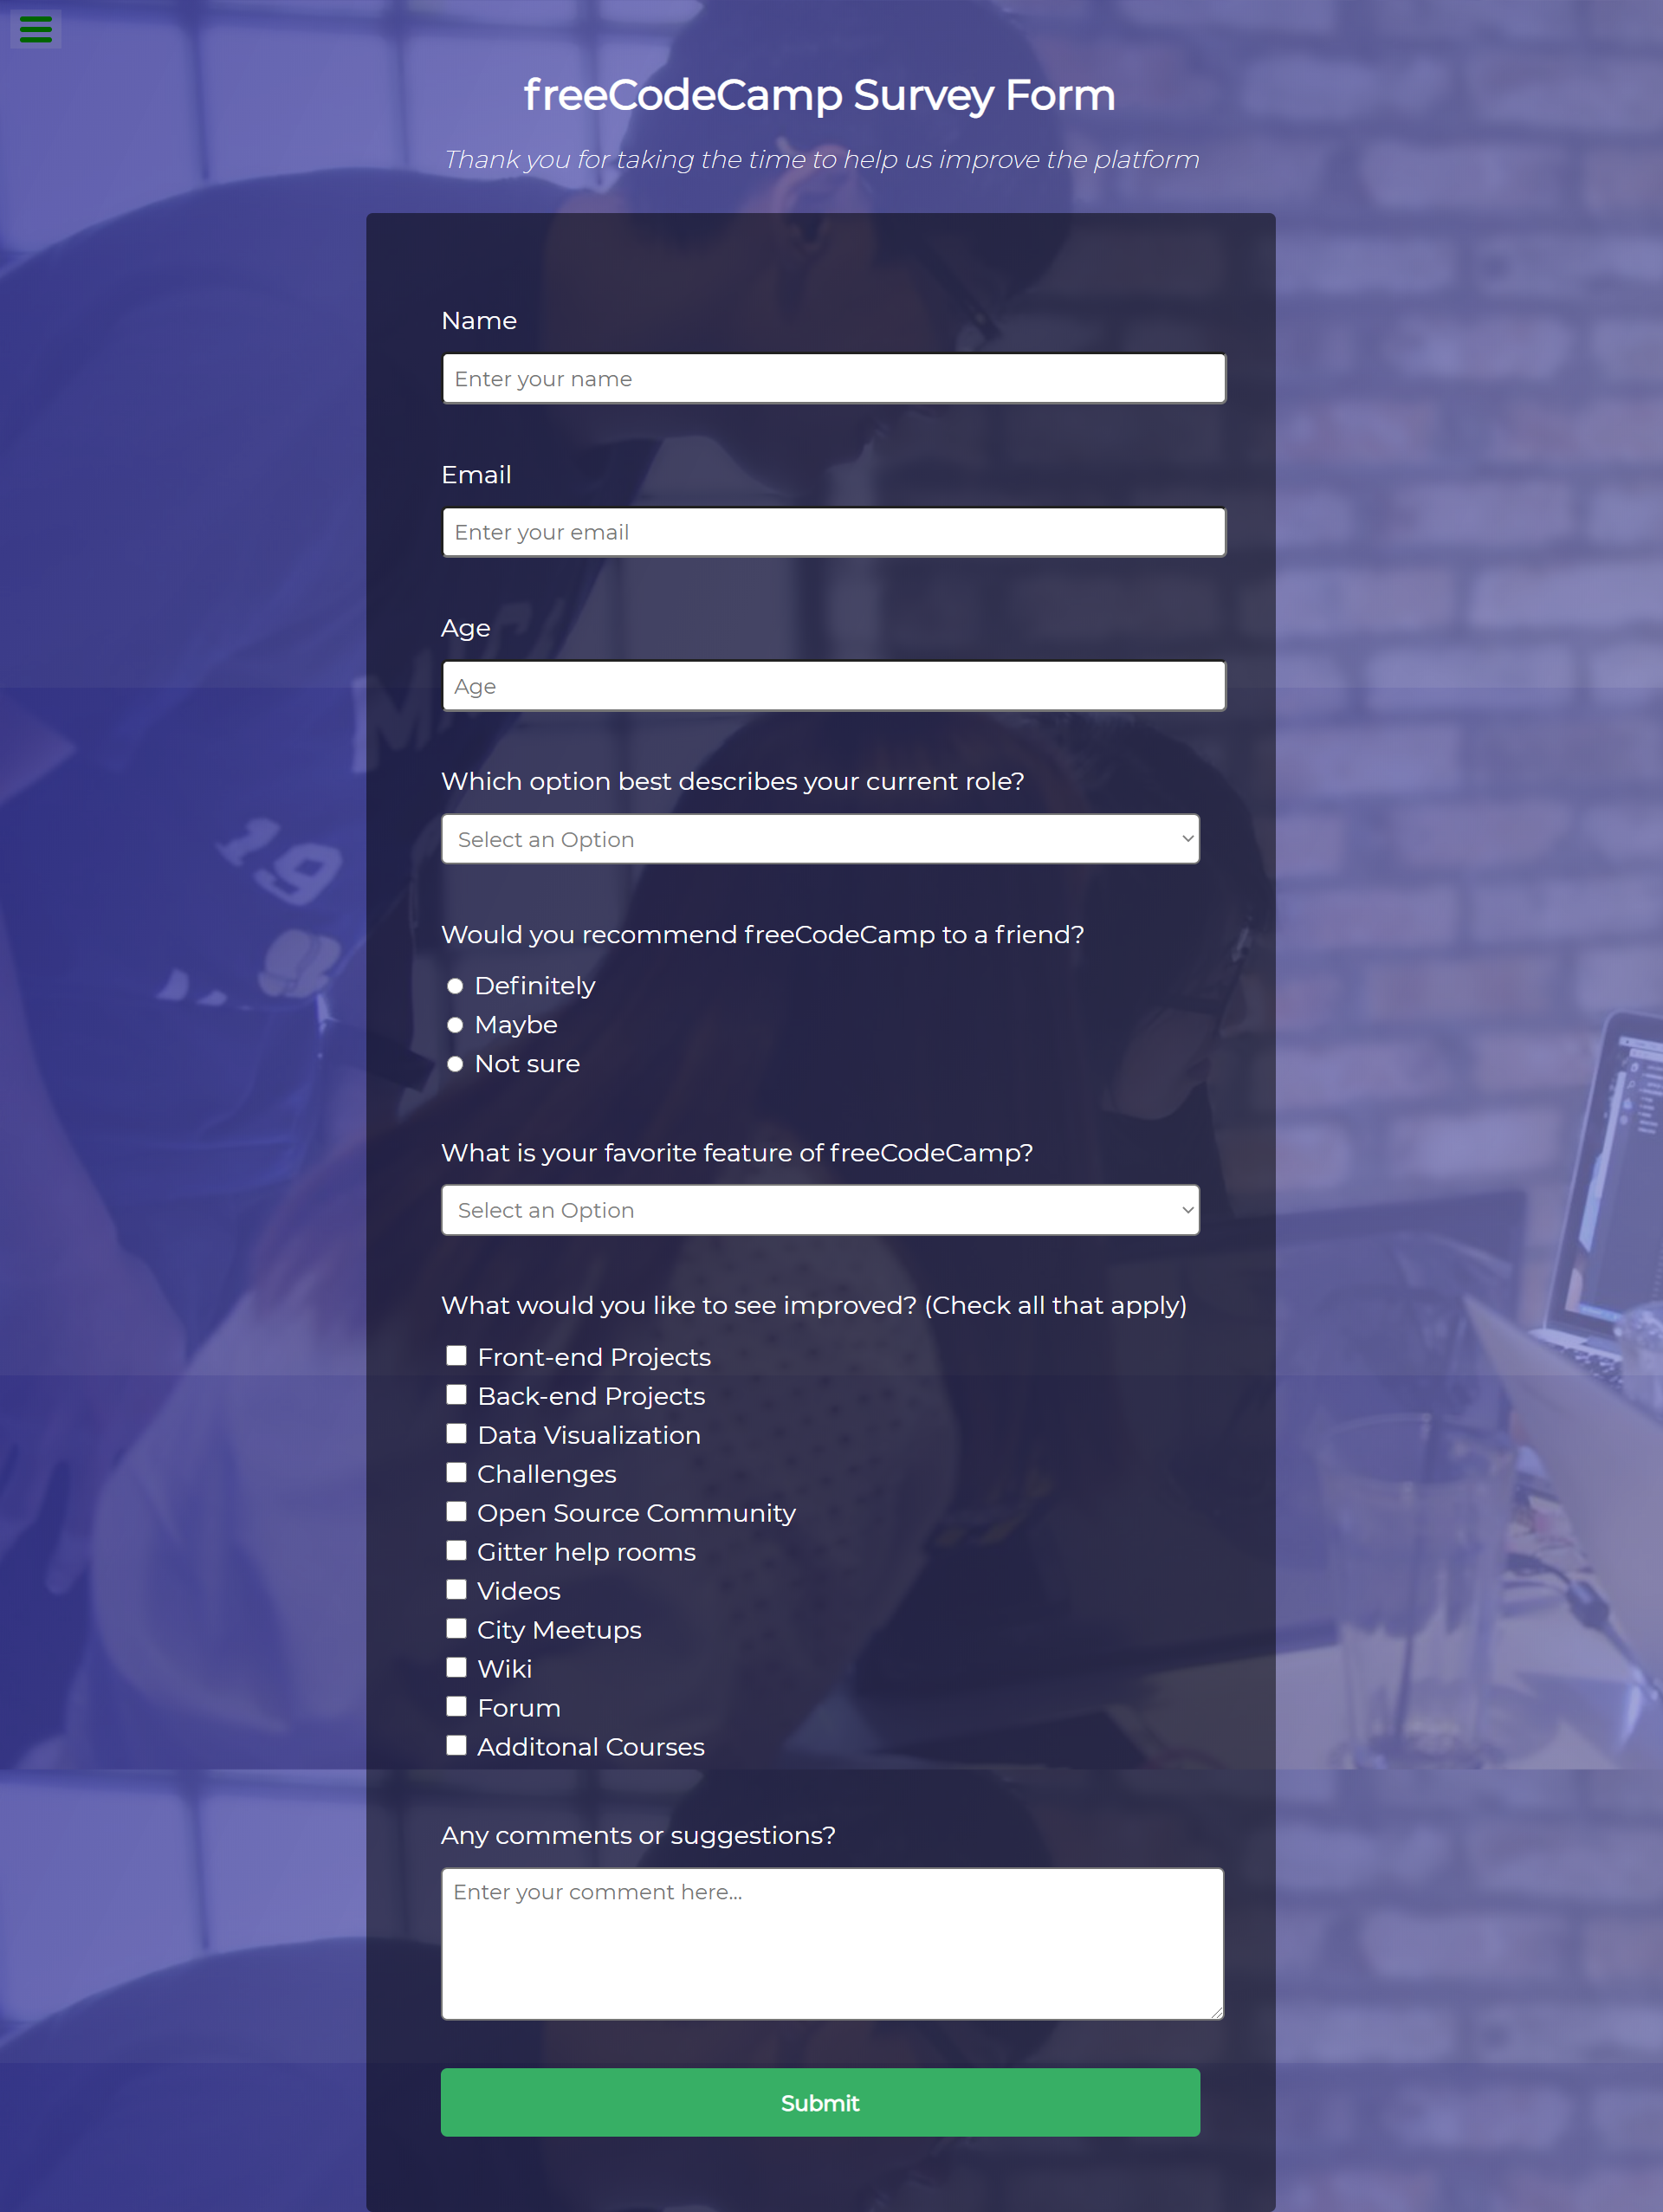 freeCodeCamp Survey Form
Thank you for taking the time to help us improve the platform
Name
Enter your name
Email
Enter your email
Age
Age
Which option best describes your current role?
Select an Option
Would you recommend freeCodeCamp to a friend?
Definitely
Maybe
Not sure
What is your favorite feature of freeCodeCamp?
Select an Option
What would you like to see improved? (Check all that apply)
Front-end Projects
Back-end Projects
Data Visualization
Challenges
Open Source Community
Gitter help rooms
Videos
City Meetups
Wiki
Forum
Additonal Courses
Any comments or suggestions?
Enter your comment here...
Submit
19